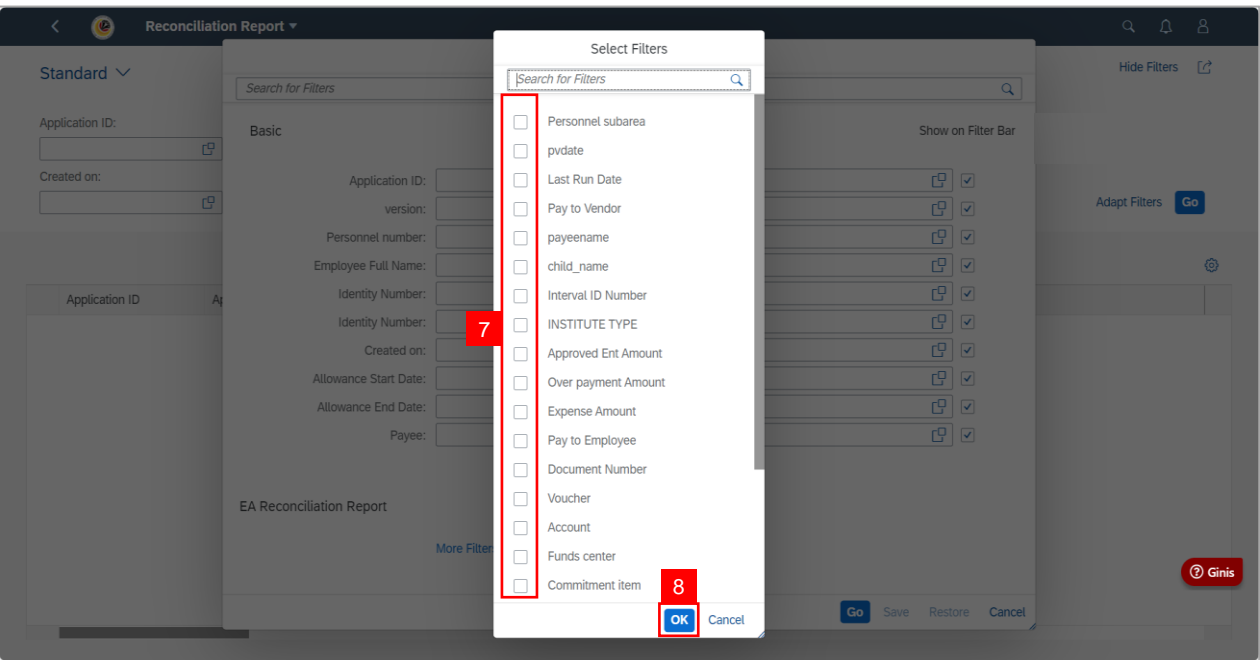 Reconciliation Report
Standard
Hide Filters
Application ID:
Created on:
Adapt Filters
Go
Application ID
Ap
Search for Filters
Basic
Show on Filter Bar
Application ID:
version:
Personnel number:
Employee Full Name:
Identity Number:
Identity Number:
Created on:
Allowance Start Date:
Allowance End Date:
Payee:
EA Reconciliation Report
More Filter
Go
Save
Restore
Cancel
Select Filters
Search for Filters
Personnel subarea
pvdate
Last Run Date
Pay to Vendor
payeename
child_name
Interval ID Number
INSTITUTE TYPE
Approved Ent Amount
Over payment Amount
Expense Amount
Pay to Employee
Document Number
Voucher
Account
Funds center
Commitment item
7
8
OK
Cancel
Ginis